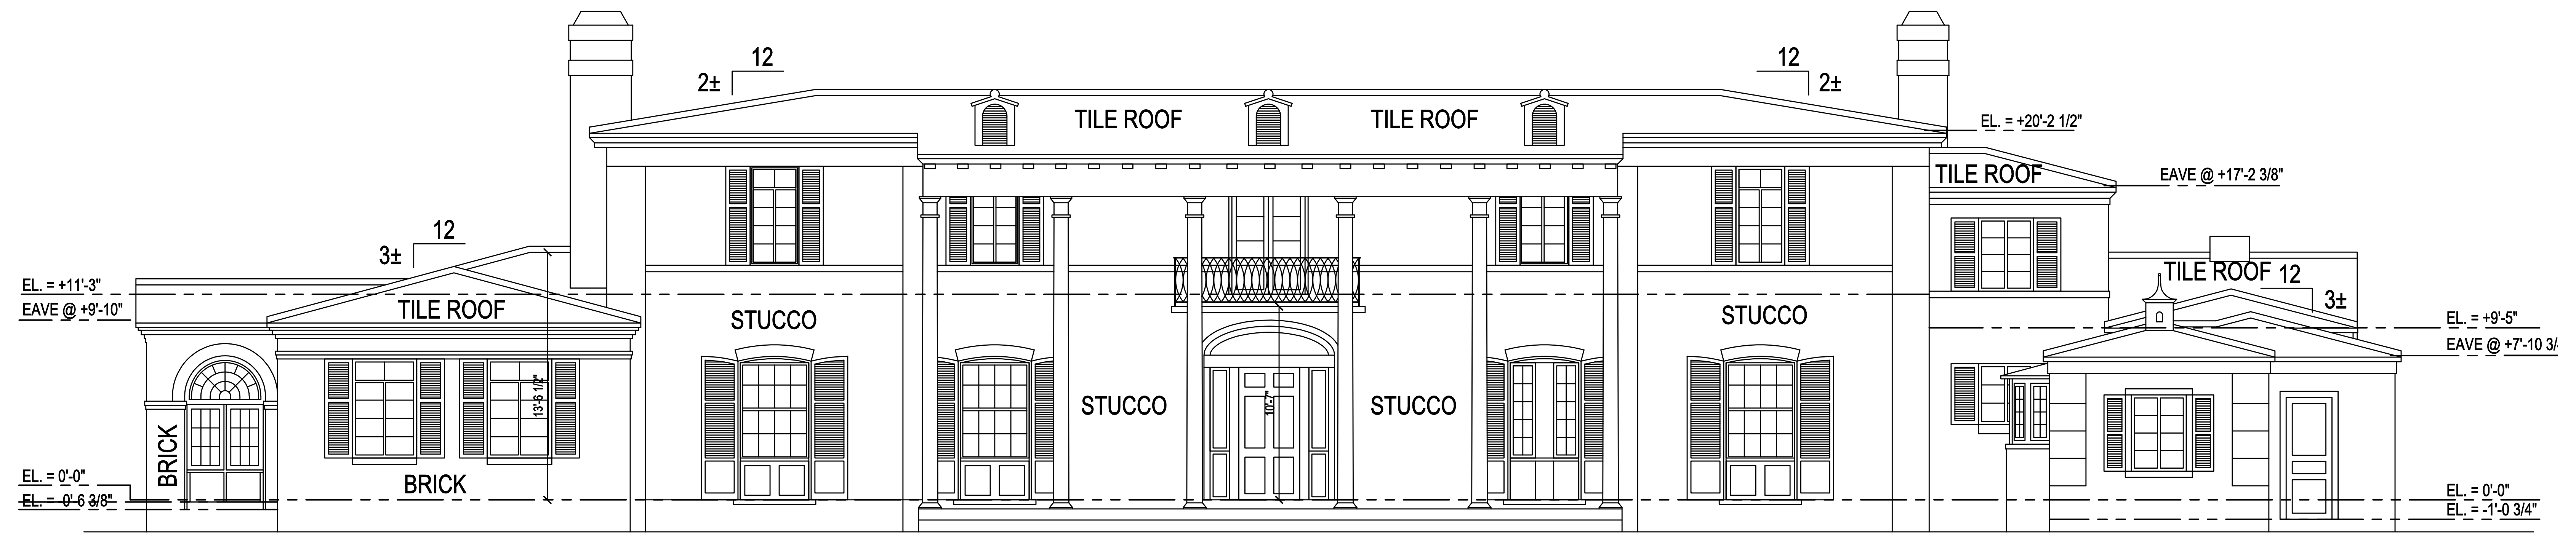 12
2±
12
2±
TILE ROOF
TILE ROOF
EL. = +20'-2 1/2"
TILE ROOF
EAVE @ +17'-2 3/8"
12
3±
EL. = +11'-3"
EAVE @ +9'-10"
TILE ROOF
STUCCO
STUCCO
TILE ROOF
12
3±
EL. = +9'-5"
EAVE @ +7'-10 3/
13'-6 1/2"
10'-7"
STUCCO
STUCCO
BRICK
BRICK
EL. = 0'-0"
EL. = -0'-6 3/8"
EL. = 0'-0"
EL. = -1'-0 3/4"